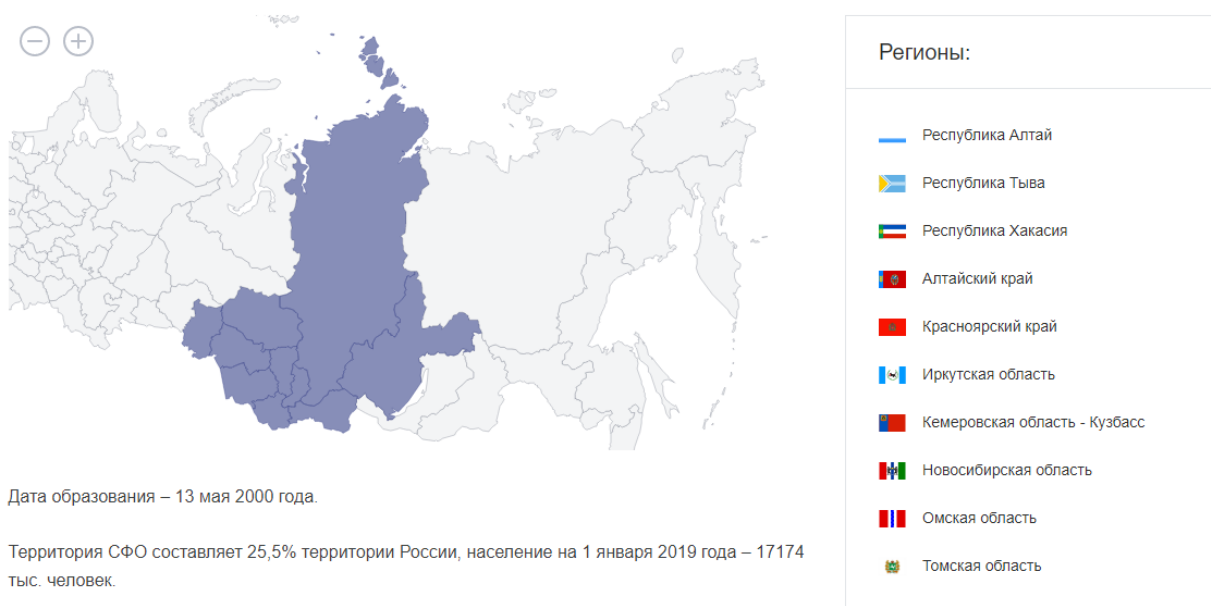 Регионы:
Республика Алтай
Республика Тыва
Республика Хакасия
Алтайский край
Красноярский край
Иркутская область
Кемеровская область - Кузбасс
Новосибирская область
Омская область
Томская область
Дата образования – 13 мая 2000 года.
Территория СФО составляет 25,5% территории России, население на 1 января 2019 года – 17174
тыс. человек.